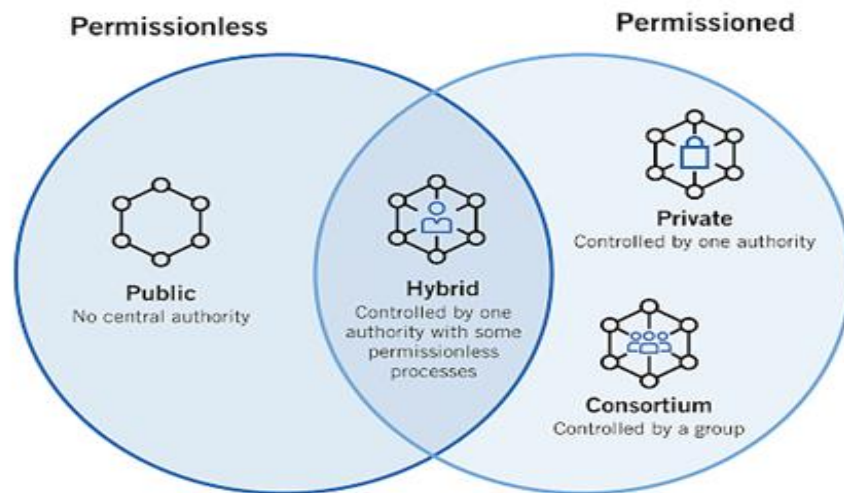 Permissionless
Permissioned
Public
No central authority
Hybrid
Controlled by one
authority with some
permissionless
processes
Private
Controlled by one authority
Consortium
Controlled by a group